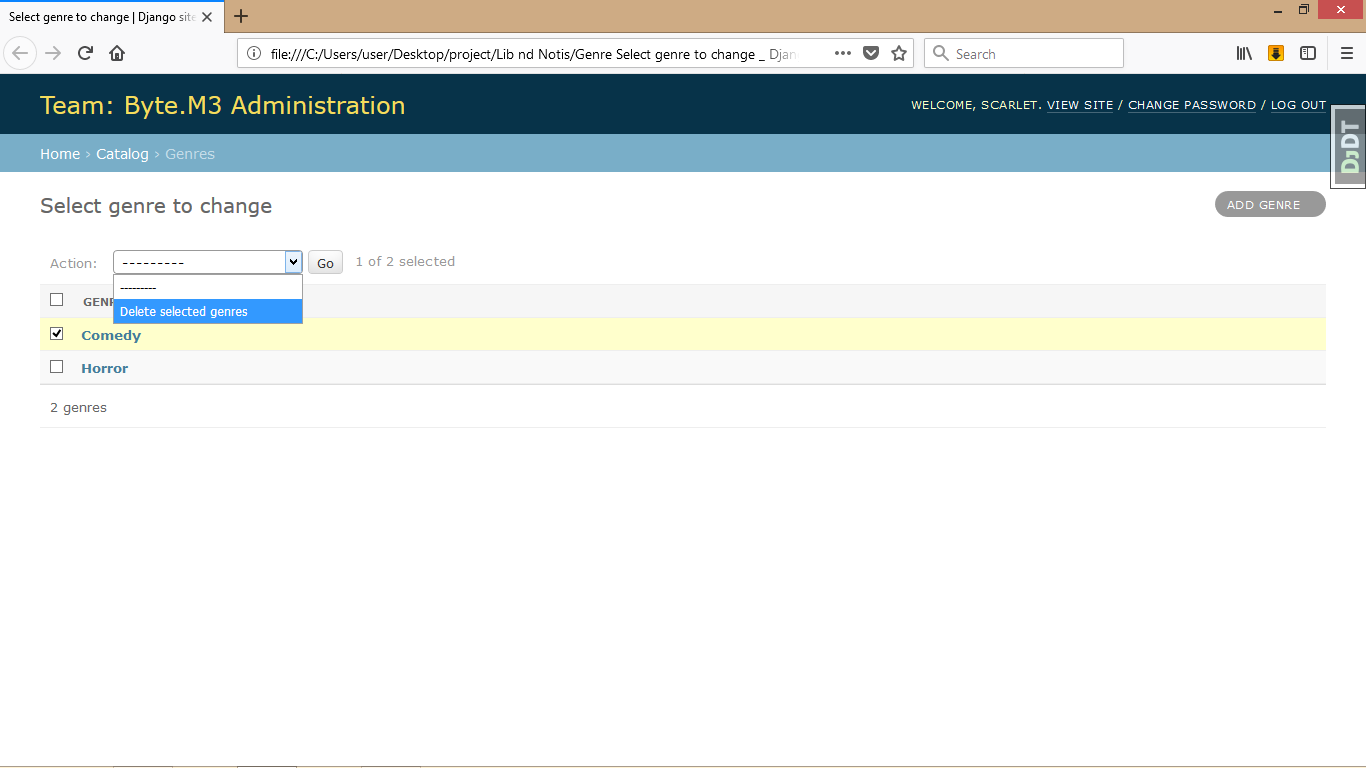 Select genre to change | Django site
file:///C:/Users/user/Desktop/project/Lib nd Notis/Genre Select genre to change _ Djan
Search
Team: Byte.M3 Administration
WELCOME, SCARLET. VIEW SITE / CHANGE PASSWORD / LOG OUT
DJDT
Home › Catalog › Genres
Select genre to change
ADD GENRE
Action: --------- Go 1 of 2 selected
---------
GEN
Delete selected genres
Comedy
Horror
2 genres